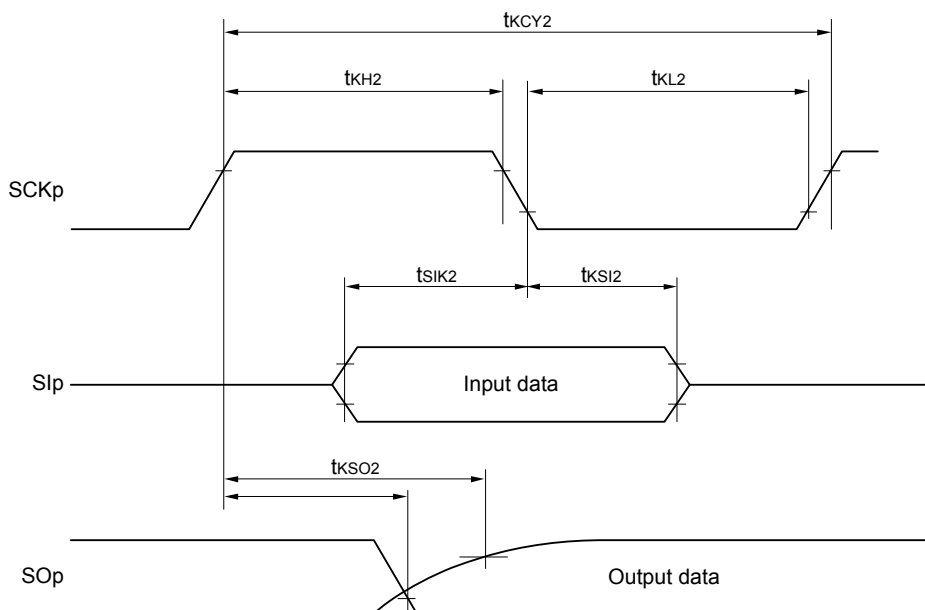 tKCY2
tKH2
tKL2
SCKp
tSIK2
tKSI2
SIp
Input data
tKSO2
SOp
Output data